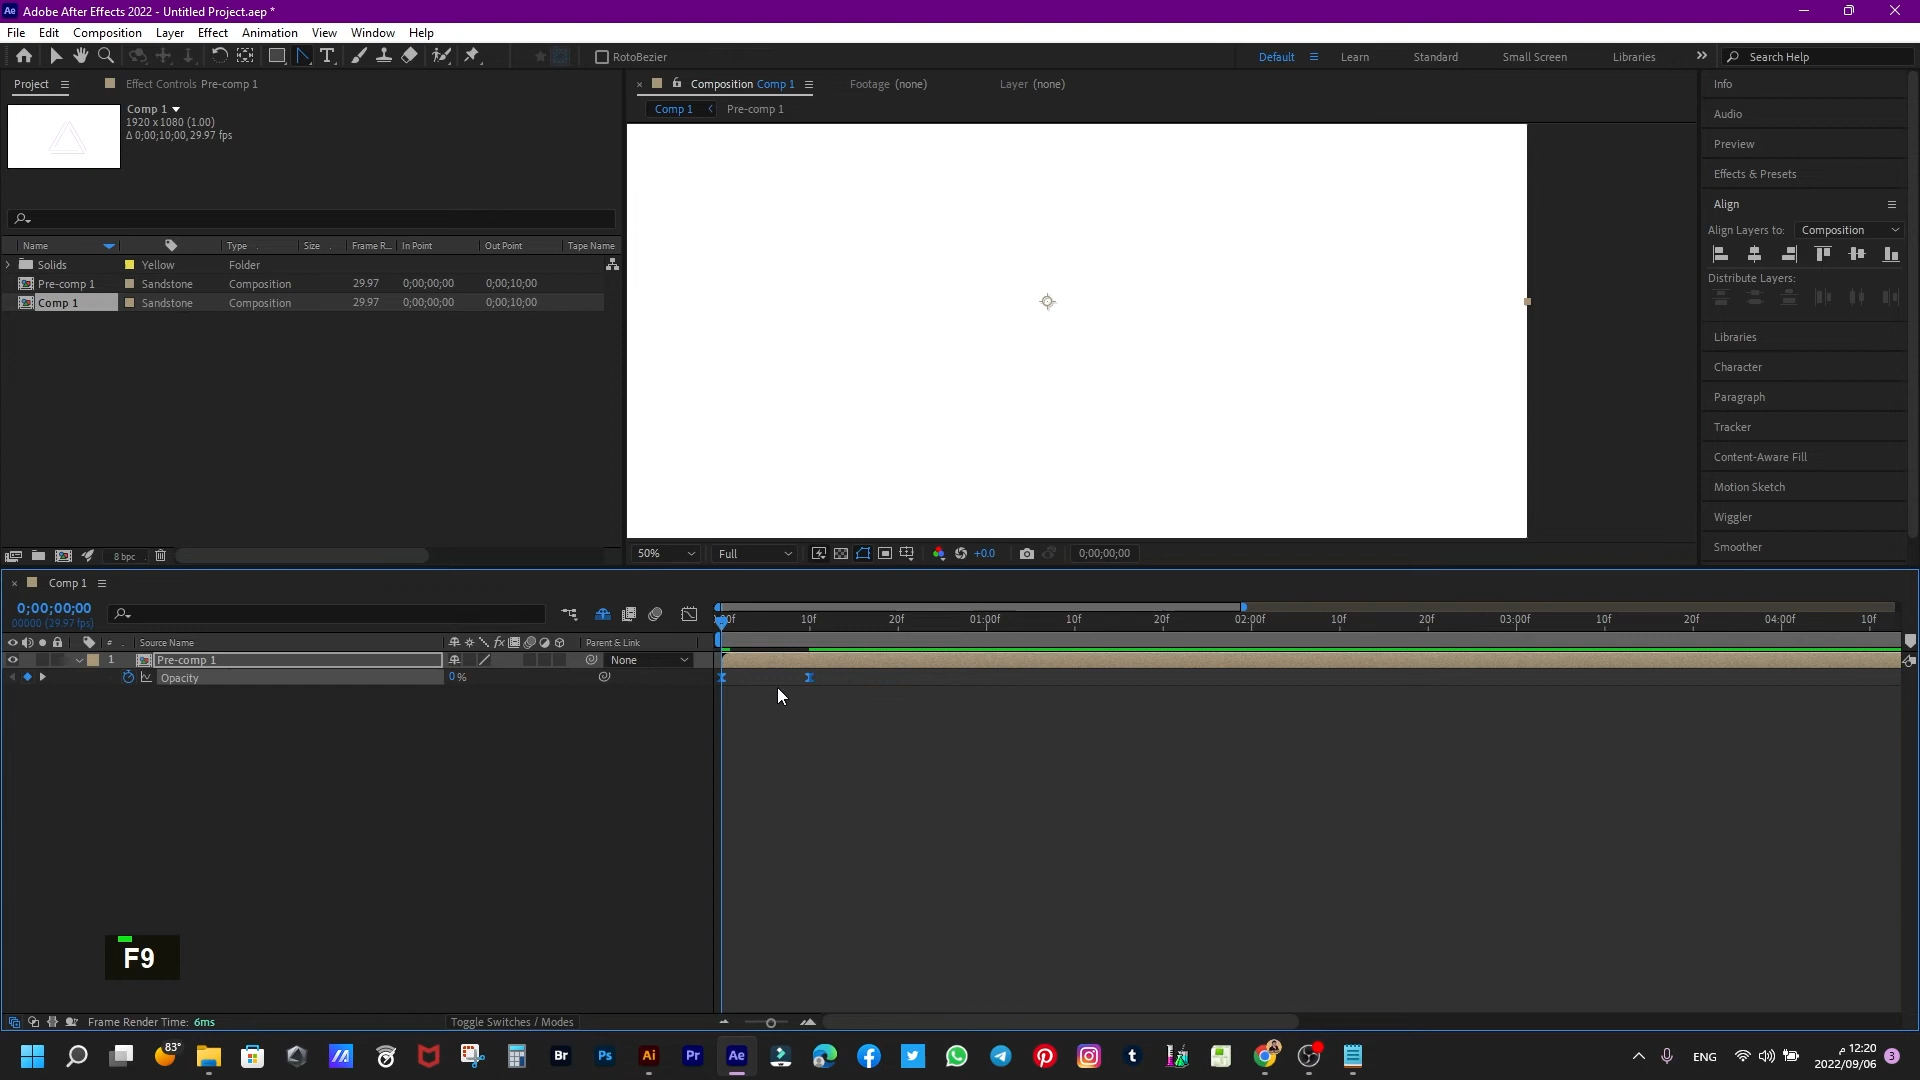 Ae Adobe After Effects 2022 - Untitled Project.aep *
File Edit Composition Layer Effect Animation View Window Help
RotoBezier Default Learn Standard Small Screen Libraries Search Help
Project Effect Controls Pre-comp 1
Comp 1
1920 x 1080 (1.00)
Δ 0;00;10;00, 29.97 fps
Name Type Size Frame R... In Point Out Point Tape Name
Solids Yellow Folder
Pre-comp 1 Sandstone Composition 29.97 0;00;00;00 0;00;10;00
Comp 1 Sandstone Composition 29.97 0;00;00;00 0;00;10;00
8 bpc
Composition Comp 1 Footage (none) Layer (none)
Comp 1 Pre-comp 1
50% Full +0.0 0;00;00;00
Info
Audio
Preview
Effects & Presets
Align
Align Layers to: Composition
Distribute Layers:
Libraries
Character
Paragraph
Tracker
Content-Aware Fill
Motion Sketch
Wiggler
Smoother
Comp 1
0;00;00;00
00000 (29.97 fps)
10f 20f 01:00f 10f 20f 02:00f 10f 20f 03:00f 10f 20f 04:00f 10f
# Source Name fx Parent & Link
1 Pre-comp 1 None
Opacity 0%
F9
Frame Render Time: 6ms Toggle Switches / Modes
83° Br Ps Ai Pr Ae t ENG
12:20 م
2022/09/06 3